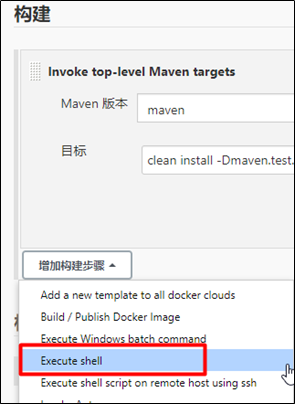 构建
Invoke top-level Maven targets
Maven 版本
maven
目标
clean install -Dmaven.test.
增加构建步骤
Add a new template to all docker clouds
Build / Publish Docker Image
Execute Windows batch command
Execute shell
Execute shell script on remote host using ssh